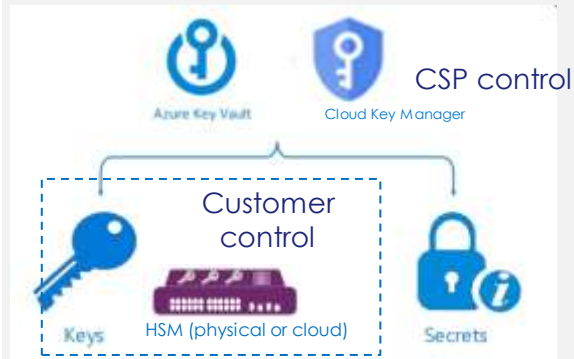 CSP control
Azure Key Vault
Cloud Key Manager
Customer
control
Keys
HSM (physical or cloud)
Secrets